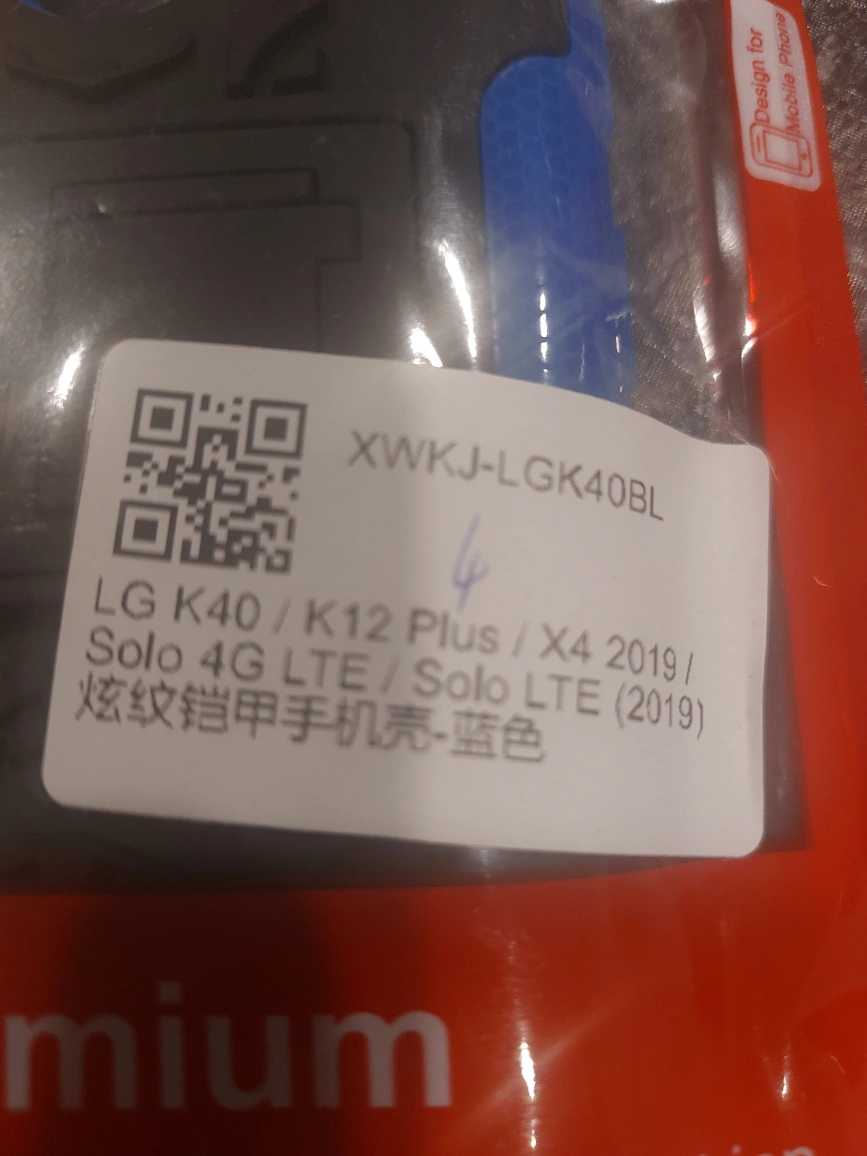 Design for
Mobile Phone
XWKJ-LGK40BL
4
LG K40 / K12 Plus / X4 2019 /
Solo 4G LTE / Solo LTE (2019)
炫纹铠甲手机壳-蓝色
mium